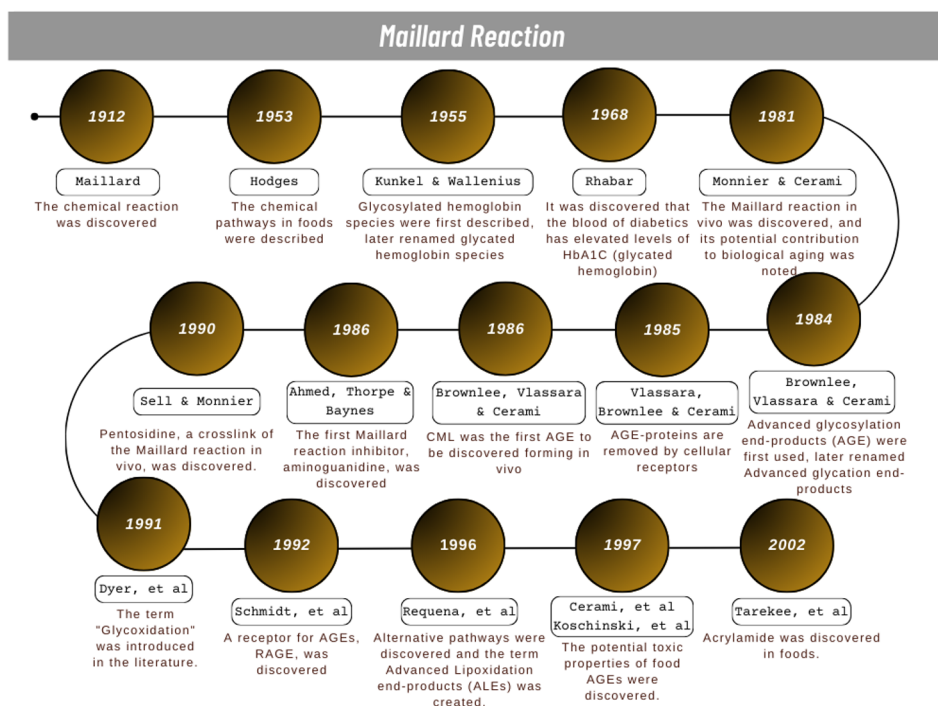 Maillard Reaction
1912
Maillard
The chemical reaction
was discovered
1953
Hodges
The chemical
pathways in foods
were described
1955
Kunkel & Wallenius
Glycosylated hemoglobin
species were first described,
later renamed glycated
hemoglobin species
1968
Rhabar
It was discovered that
the blood of diabetics
has elevated levels of
HbA1C (glycated
hemoglobin)
1981
Monnier & Cerami
The Maillard reaction in
vivo was discovered, and
its potential contribution
to biological aging was
noted
1984
Brownlee,
Vlassara & Cerami
Advanced glycosylation
end-products (AGE) were
first used, later renamed
Advanced glycation end-
products
1985
Vlassara,
Brownlee & Cerami
AGE-proteins are
removed by cellular
receptors
1986
Brownlee, Vlassara
& Cerami
CML was the first AGE to
be discovered forming in
vivo
1986
Ahmed, Thorpe &
Baynes
The first Maillard
reaction inhibitor,
aminoguanidine, was
discovered
1990
Sell & Monnier
Pentosidine, a crosslink of
the Maillard reaction in
vivo, was discovered.
1991
Dyer, et al
The term
"Glycoxidation"
was introduced
in the literature.
1992
Schmidt, et al
A receptor for AGEs,
RAGE, was
discovered
1996
Requena, et al
Alternative pathways were
discovered and the term
Advanced Lipoxidation
end-products (ALEs) was
created.
1997
Cerami, et al
Koschinski, et al
The potential toxic
properties of food
AGEs were
discovered.
2002
Tarekee, et al
Acrylamide was discovered
in foods.